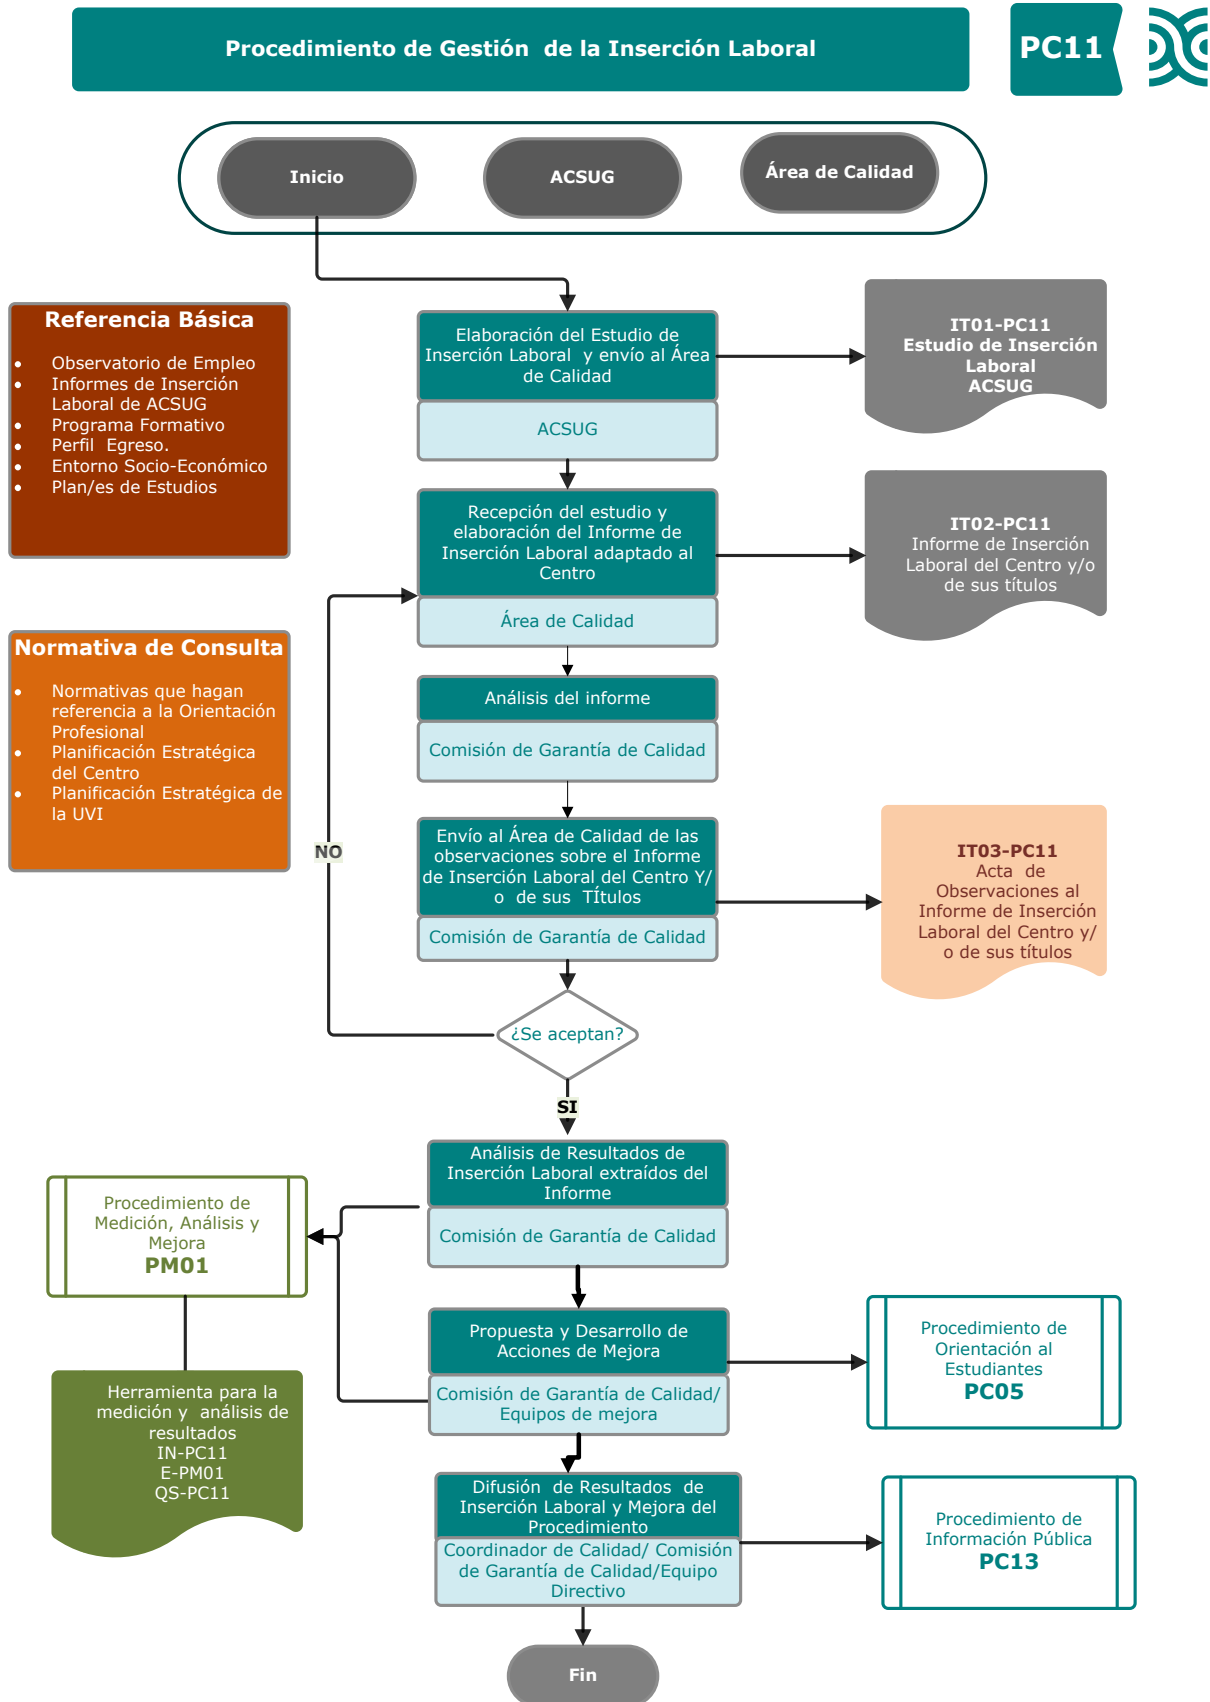 Procedimiento de Gestión  de la Inserción Laboral
PC11
Inicio
ACSUG
Área de Calidad
Referencia Básica
• Observatorio de Empleo
• Informes de Inserción
Laboral de ACSUG
• Programa Formativo
• Perfil  Egreso.
• Entorno Socio-Económico
• Plan/es de Estudios
Elaboración del Estudio de
Inserción Laboral  y envío al Área
de Calidad
ACSUG
IT01-PC11
Estudio de Inserción
Laboral
ACSUG
Recepción del estudio y
elaboración del Informe de
Inserción Laboral adaptado al
Centro
Área de Calidad
IT02-PC11
Informe de Inserción
Laboral del Centro y/o
de sus títulos
Normativa de Consulta
• Normativas que hagan
referencia a la Orientación
Profesional
• Planificación Estratégica
del Centro
• Planificación Estratégica de
la UVI
Análisis del informe
Comisión de Garantía de Calidad
Envío al Área de Calidad de las
observaciones sobre el Informe
de Inserción Laboral del Centro Y/
o  de sus  TÍtulos
Comisión de Garantía de Calidad
IT03-PC11
Acta  de
Observaciones al
Informe de Inserción
Laboral del Centro y/
o de sus títulos
NO
¿Se aceptan?
SI
Análisis de Resultados de
Inserción Laboral extraídos del
Informe
Comisión de Garantía de Calidad
Procedimiento de
Medición, Análisis y
Mejora
PM01
Propuesta y Desarrollo de
Acciones de Mejora
Comisión de Garantía de Calidad/
Equipos de mejora
Procedimiento de
Orientación al
Estudiantes
PC05
Herramienta para la
medición y  análisis de
resultados
IN-PC11
E-PM01
QS-PC11
Difusión  de Resultados  de
Inserción Laboral y Mejora del
Procedimiento
Coordinador de Calidad/ Comisión
de Garantía de Calidad/Equipo
Directivo
Procedimiento de
Información Pública
PC13
Fin